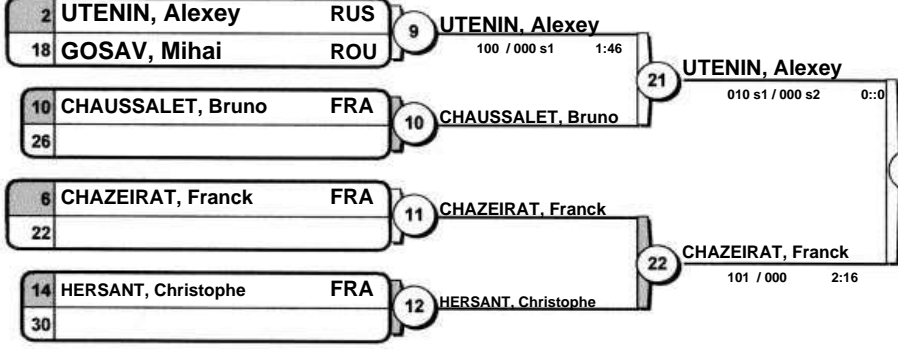 2 UTENIN, Alexey RUS
18 GOSAV, Mihai ROU
9
UTENIN, Alexey
100 / 000 s1 1:46
10 CHAUSSALET, Bruno FRA
26
10
CHAUSSALET, Bruno
21
UTENIN, Alexey
010 s1 / 000 s2 0::0
6 CHAZEIRAT, Franck FRA
22
11
CHAZEIRAT, Franck
14 HERSANT, Christophe FRA
30
12
HERSANT, Christophe
22
CHAZEIRAT, Franck
101 / 000 2:16